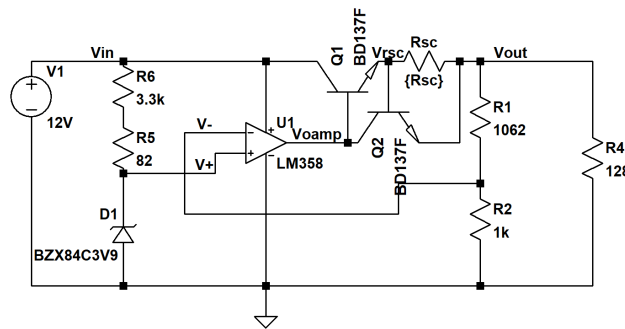 Vin
V1
12V
R6
3.3k
R5
82
D1
BZX84C3V9
V-
V+
U1
LM358
Voamp
Q1
BD137F
Vrsc
Rsc
{Rsc}
Q2
BD137F
Vout
R1
1062
R2
1k
R4
128